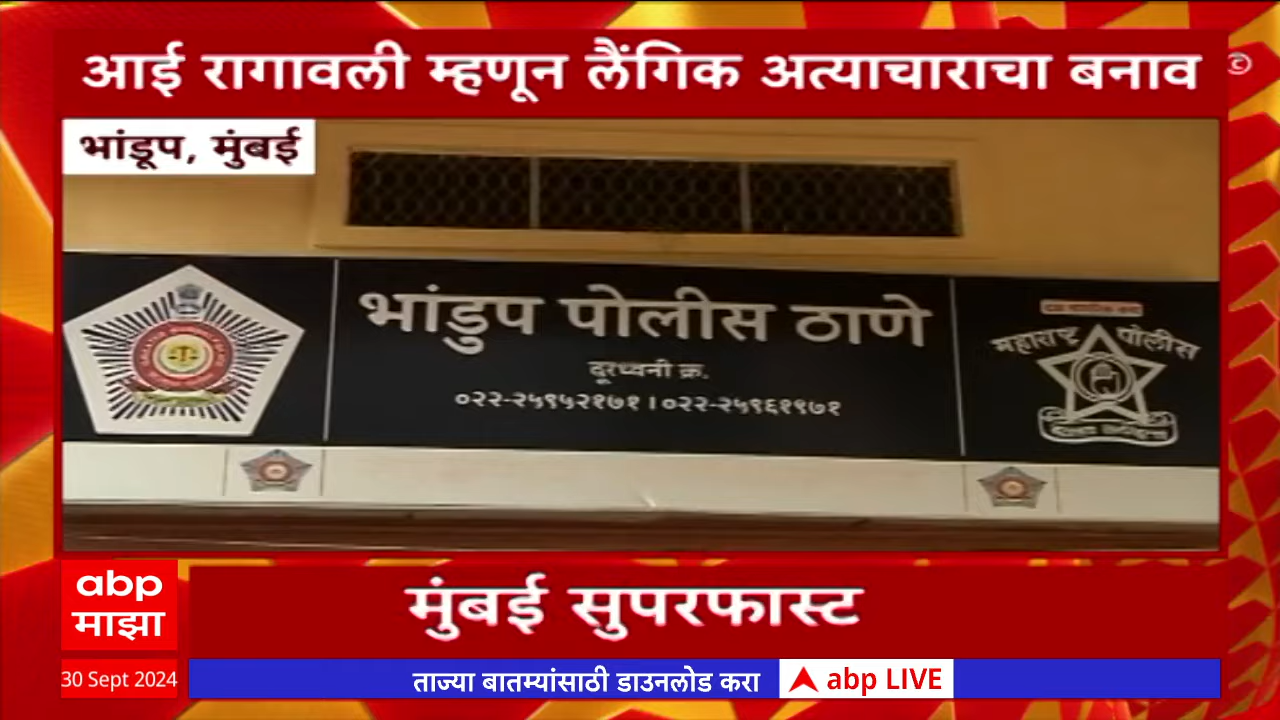 आई रागावली म्हणून लैंगिक अत्याचाराचा बनाव
©
भांडूप, मुंबई
भांडुप पोलीस ठाणे
दूरध्वनी क्र.
०२२-२५९५२१७१ । ०२२-२५९६१९७१
महाराष्ट्र पोलीस
abp
माझा
मुंबई सुपरफास्ट
30 Sept 2024
ताज्या बातम्यांसाठी डाउनलोड करा
abp LIVE